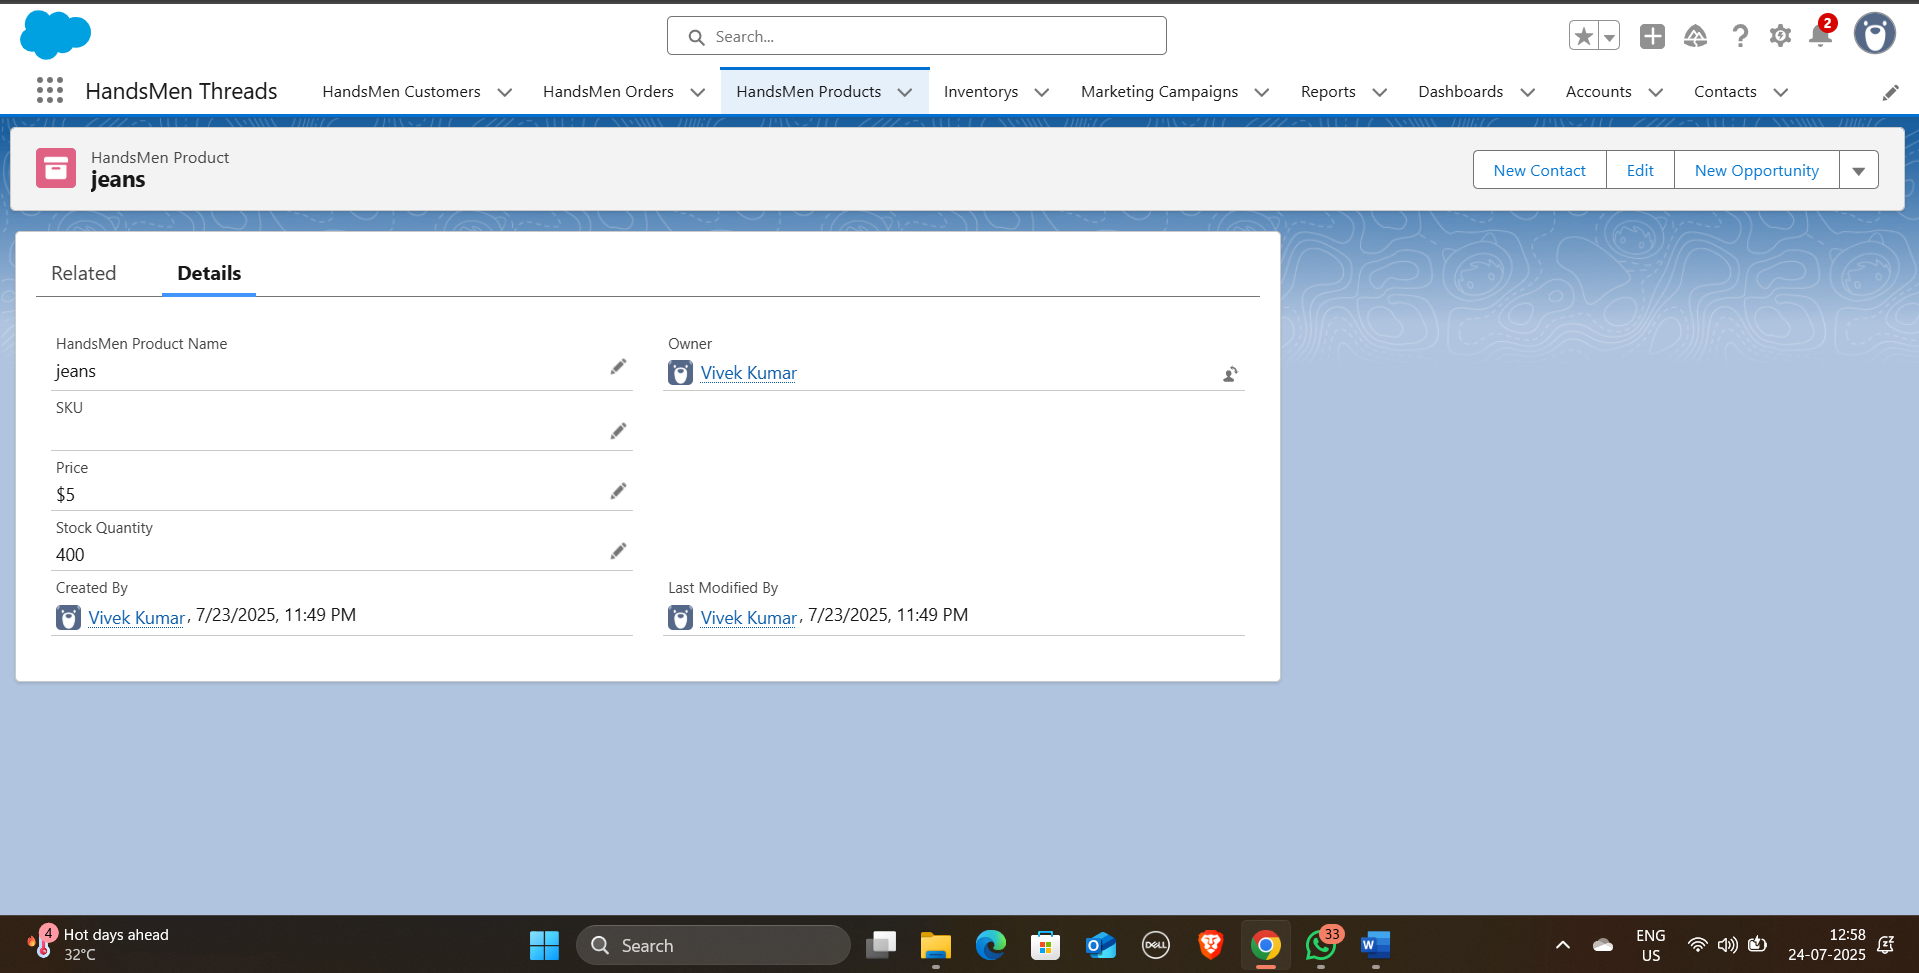 Search...
2
HandsMen Threads
HandsMen Customers
HandsMen Orders
HandsMen Products
Inventorys
Marketing Campaigns
Reports
Dashboards
Accounts
Contacts
HandsMen Product
jeans
New Contact
Edit
New Opportunity
Related
Details
HandsMen Product Name
jeans
Owner
Vivek Kumar
SKU
Price
$5
Stock Quantity
400
Created By
Vivek Kumar, 7/23/2025, 11:49 PM
Last Modified By
Vivek Kumar, 7/23/2025, 11:49 PM
4
Hot days ahead
32°C
Search
DELL
33
ENG
US
12:58
24-07-2025